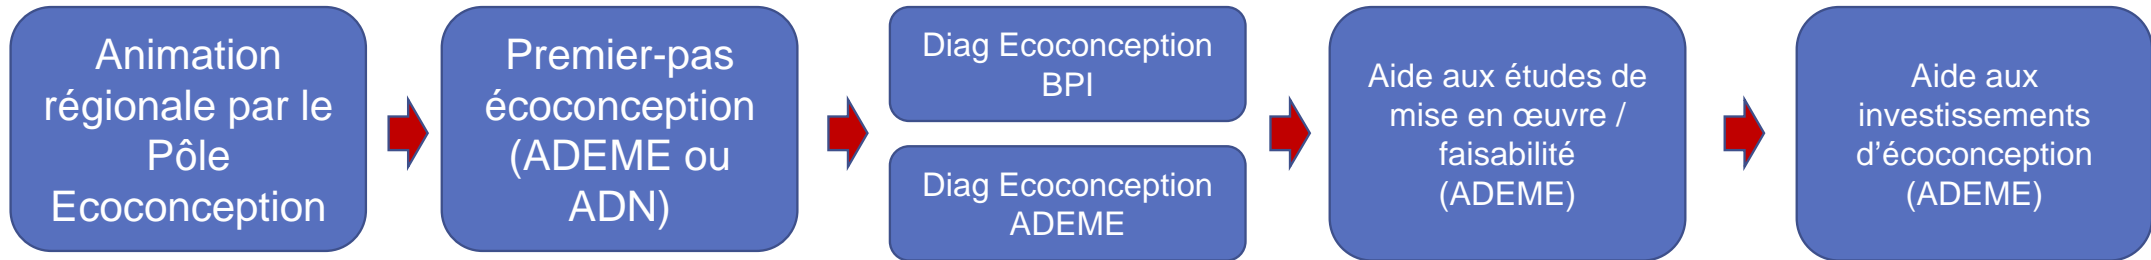 Animation
régionale par le
Pôle
Ecoconception
Premier-pas
écoconception
(ADEME ou
ADN)
Diag Ecoconception
BPI
Diag Ecoconception
ADEME
Aide aux études de
mise en œuvre /
faisabilité
(ADEME)
Aide aux
investissements
d’écoconception
(ADEME)